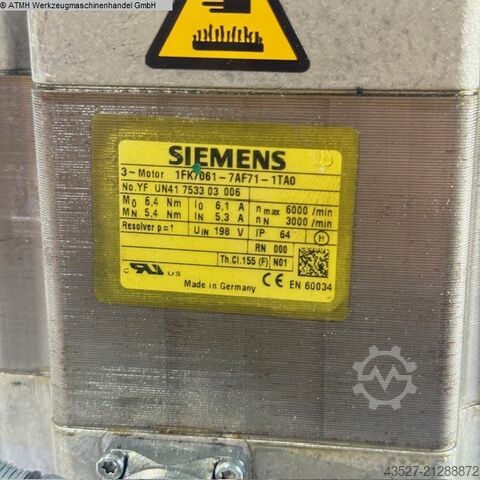 © ATMH Werkzeugmaschinenhandel GmbH
SIEMENS
3~Motor 1FK7061-7AF71-1TA0
No.YF UN41 7533 03 006
M0 6,4 Nm I0 6,1 A nmax 6000 /min
MN 5,4 Nm IN 5,3 A nN 3000 /min
Resolver p=1 UIN 198 V IP 64 H
RN 000
Th.Cl.155 (F) N01
c RU US
CE EN 60034
Made in Germany
43527-21288872